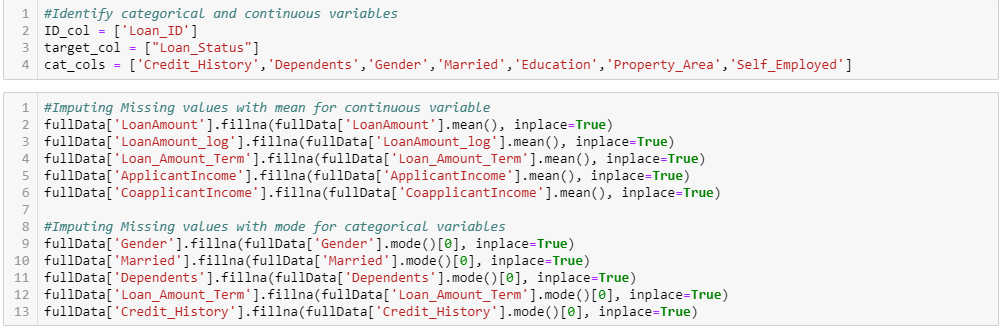 1 #Identify categorical and continuous variables
2 ID_col = ['Loan_ID']
3 target_col = ["Loan_Status"]
4 cat_cols = ['Credit_History','Dependents','Gender','Married','Education','Property_Area','Self_Employed']
1 #Imputing Missing values with mean for continuous variable
2 fullData['LoanAmount'].fillna(fullData['LoanAmount'].mean(), inplace=True)
3 fullData['LoanAmount_log'].fillna(fullData['LoanAmount_log'].mean(), inplace=True)
4 fullData['Loan_Amount_Term'].fillna(fullData['Loan_Amount_Term'].mean(), inplace=True)
5 fullData['ApplicantIncome'].fillna(fullData['ApplicantIncome'].mean(), inplace=True)
6 fullData['CoapplicantIncome'].fillna(fullData['CoapplicantIncome'].mean(), inplace=True)
7
8 #Imputing Missing values with mode for categorical variables
9 fullData['Gender'].fillna(fullData['Gender'].mode()[0], inplace=True)
10 fullData['Married'].fillna(fullData['Married'].mode()[0], inplace=True)
11 fullData['Dependents'].fillna(fullData['Dependents'].mode()[0], inplace=True)
12 fullData['Loan_Amount_Term'].fillna(fullData['Loan_Amount_Term'].mode()[0], inplace=True)
13 fullData['Credit_History'].fillna(fullData['Credit_History'].mode()[0], inplace=True)